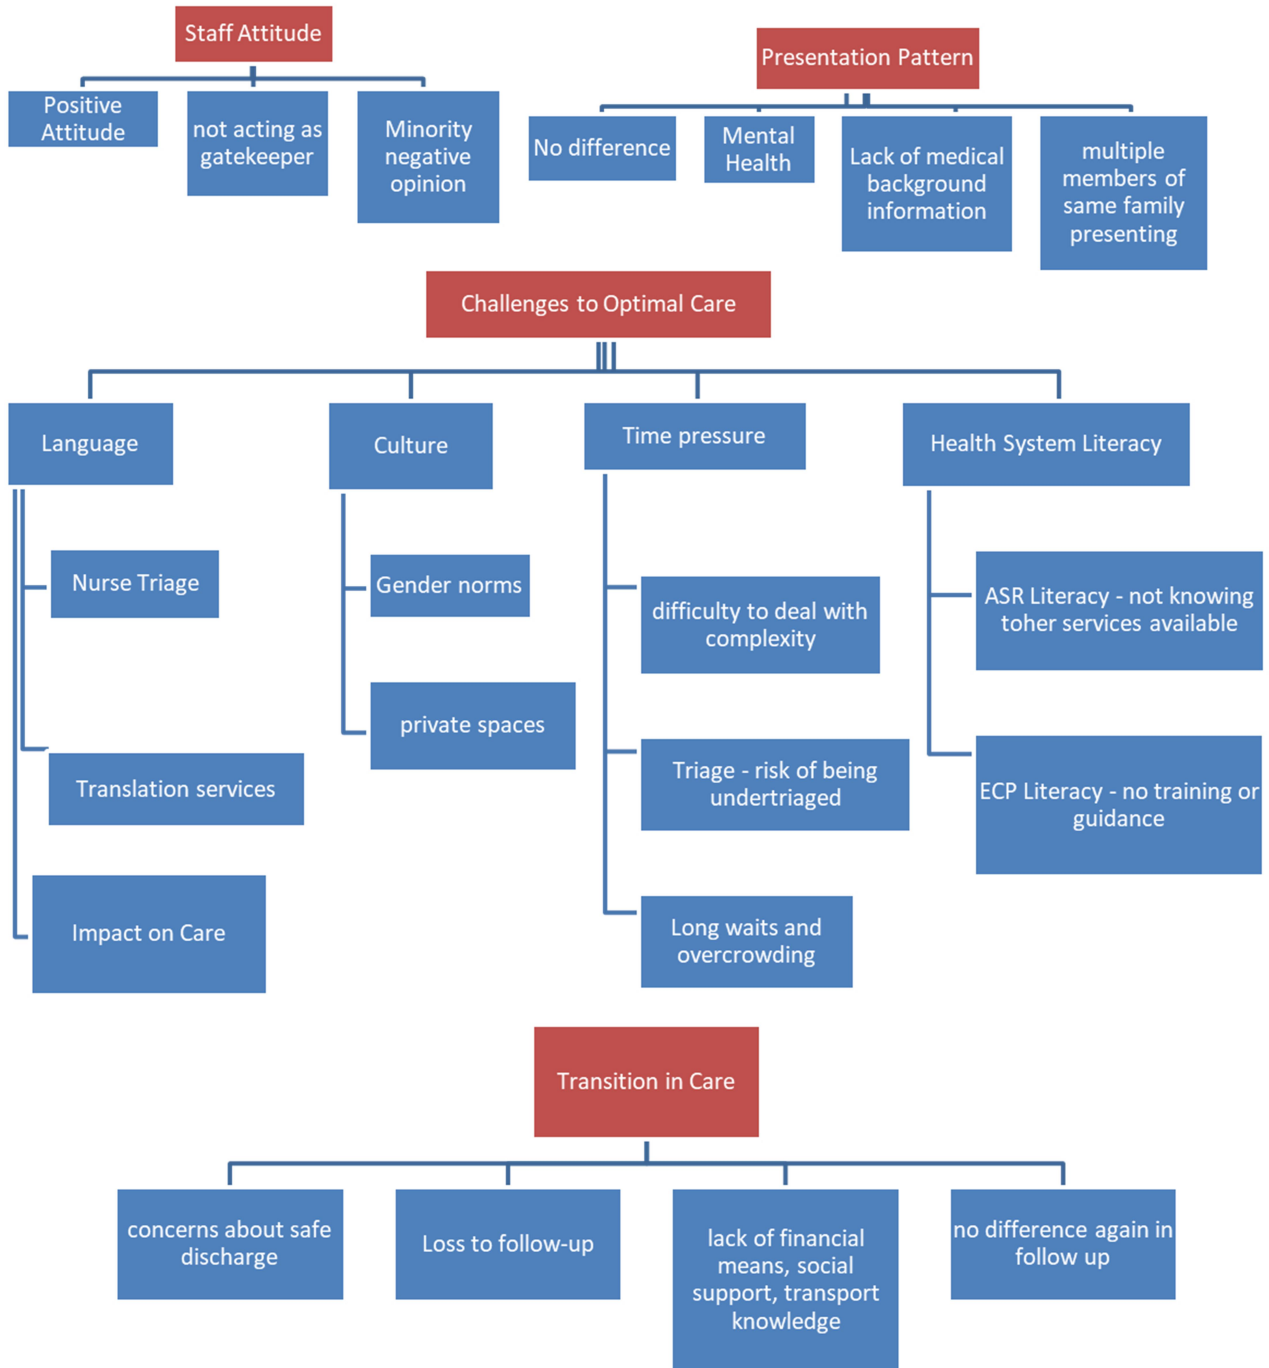 Staff Attitude
Positive
Attitude
not acting as
gatekeeper
Minority
negative
opinion
Presentation Pattern
No difference
Mental
Health
Lack of medical
background
information
multiple
members of
same family
presenting
Challenges to Optimal Care
Language
Nurse Triage
Translation services
Impact on Care
Culture
Gender norms
private spaces
Time pressure
difficulty to deal with
complexity
Triage - risk of being
undertriaged
Long waits and
overcrowding
Health System Literacy
ASR Literacy - not knowing
toher services available
ECP Literacy - no training or
guidance
Transition in Care
concerns about safe
discharge
Loss to follow-up
lack of financial
means, social
support, transport
knowledge
no difference again in
follow up